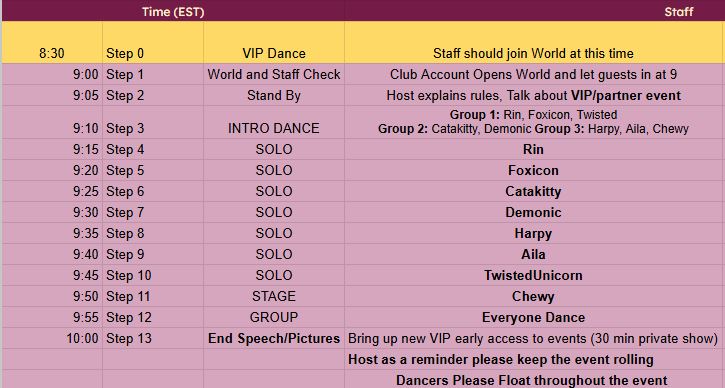 Time (EST) Staff
8:30 Step 0 VIP Dance Staff should join World at this time
9:00 Step 1 World and Staff Check Club Account Opens World and let guests in at 9
9:05 Step 2 Stand By Host explains rules, Talk about VIP/partner event
Group 1: Rin, Foxicon, Twisted
9:10 Step 3 INTRO DANCE Group 2: Catakitty, Demonic Group 3: Harpy, Aila, Chewy
9:15 Step 4 SOLO Rin
9:20 Step 5 SOLO Foxicon
9:25 Step 6 SOLO Catakitty
9:30 Step 7 SOLO Demonic
9:35 Step 8 SOLO Harpy
9:40 Step 9 SOLO Aila
9:45 Step 10 SOLO TwistedUnicorn
9:50 Step 11 STAGE Chewy
9:55 Step 12 GROUP Everyone Dance
10:00 Step 13 End Speech/Pictures Bring up new VIP early access to events (30 min private show)
Host as a reminder please keep the event rolling
Dancers Please Float throughout the event